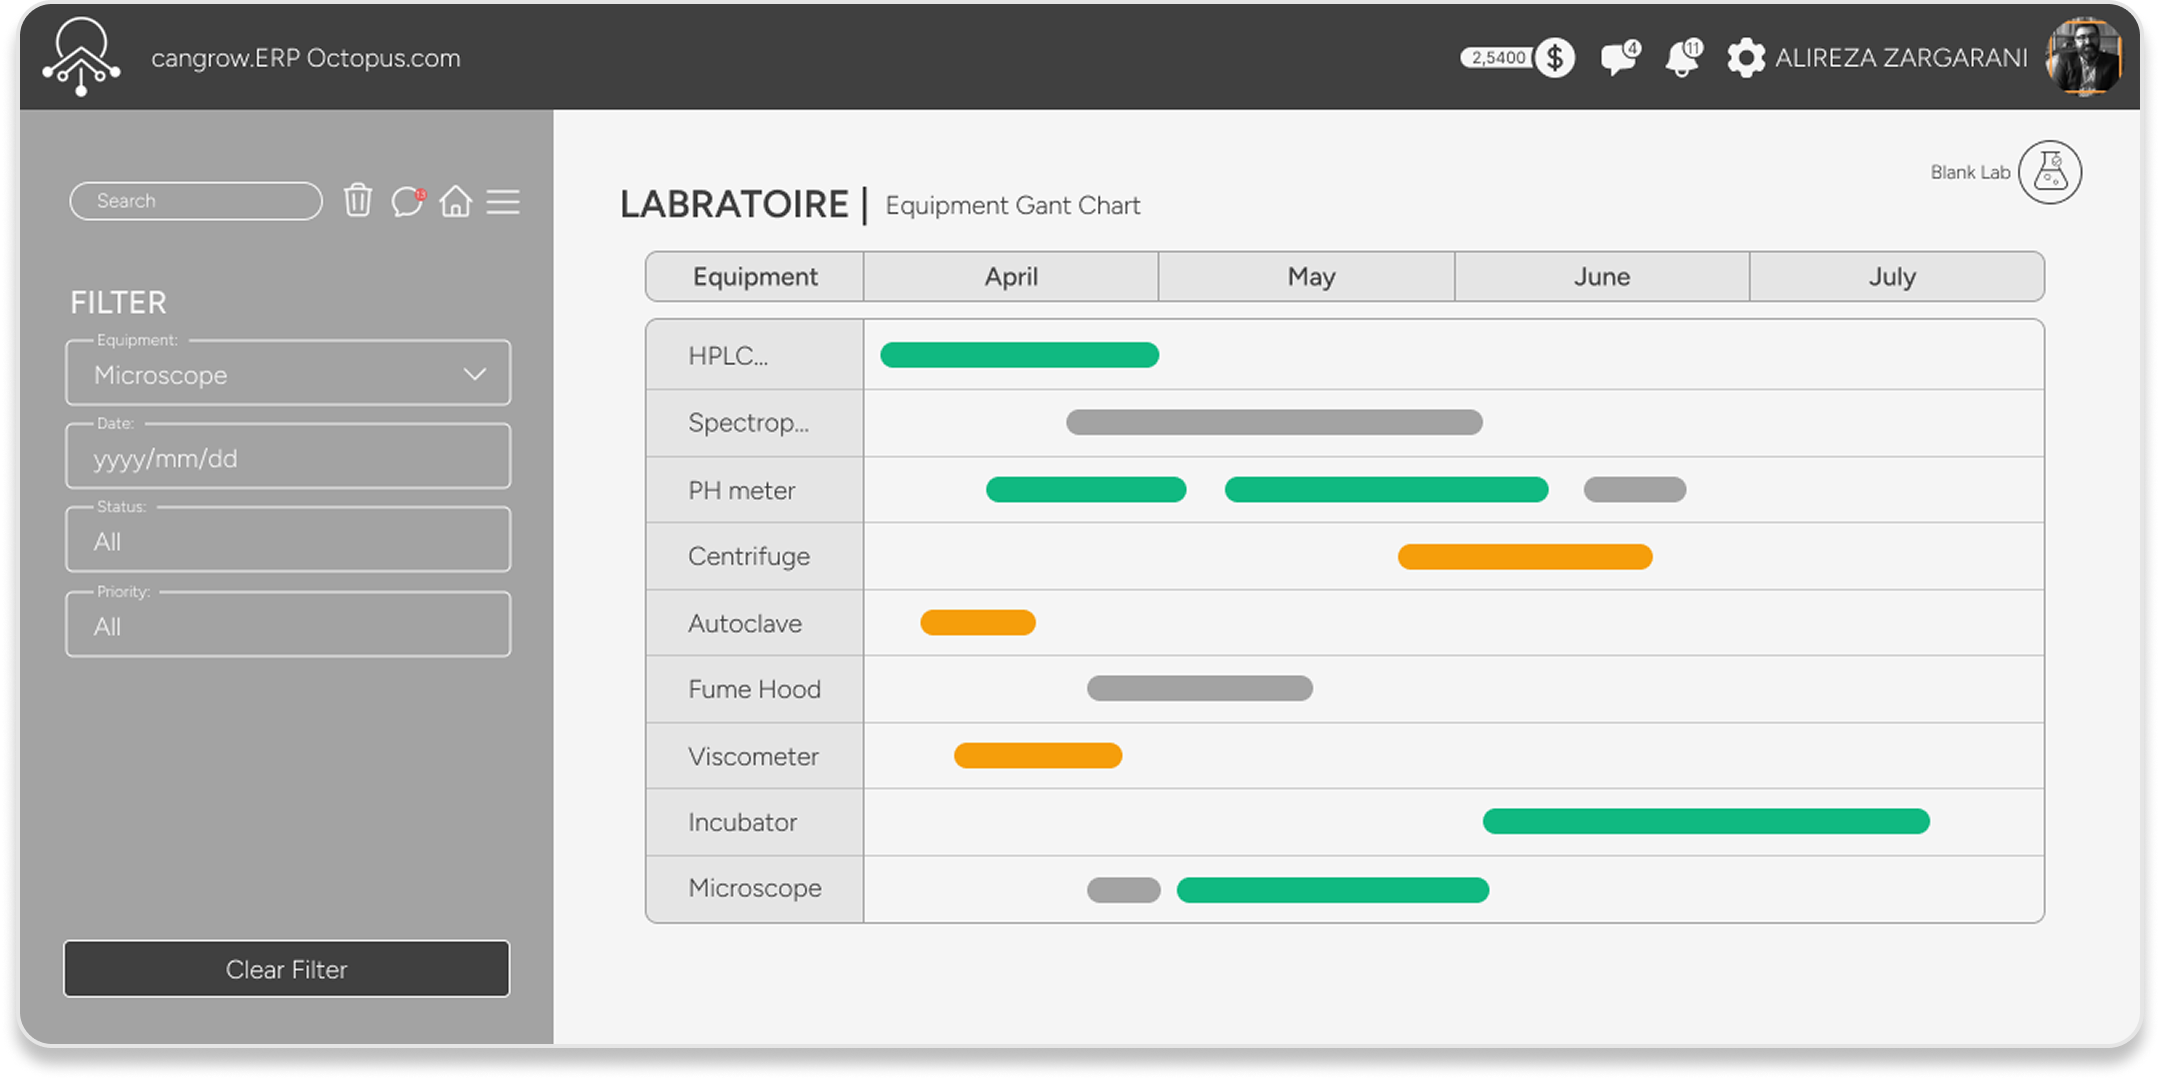 cangrow.ERP Octopus.com
2,5400 $
4
11
ALIREZA ZARGARANI
Search
13
FILTER
Equipment:
Microscope
Date:
yyyy/mm/dd
Status:
All
Priority:
All
Clear Filter
Blank Lab
LABRATOIRE | Equipment Gant Chart
Equipment April May June July
HPLC...
Spectrop...
PH meter
Centrifuge
Autoclave
Fume Hood
Viscometer
Incubator
Microscope